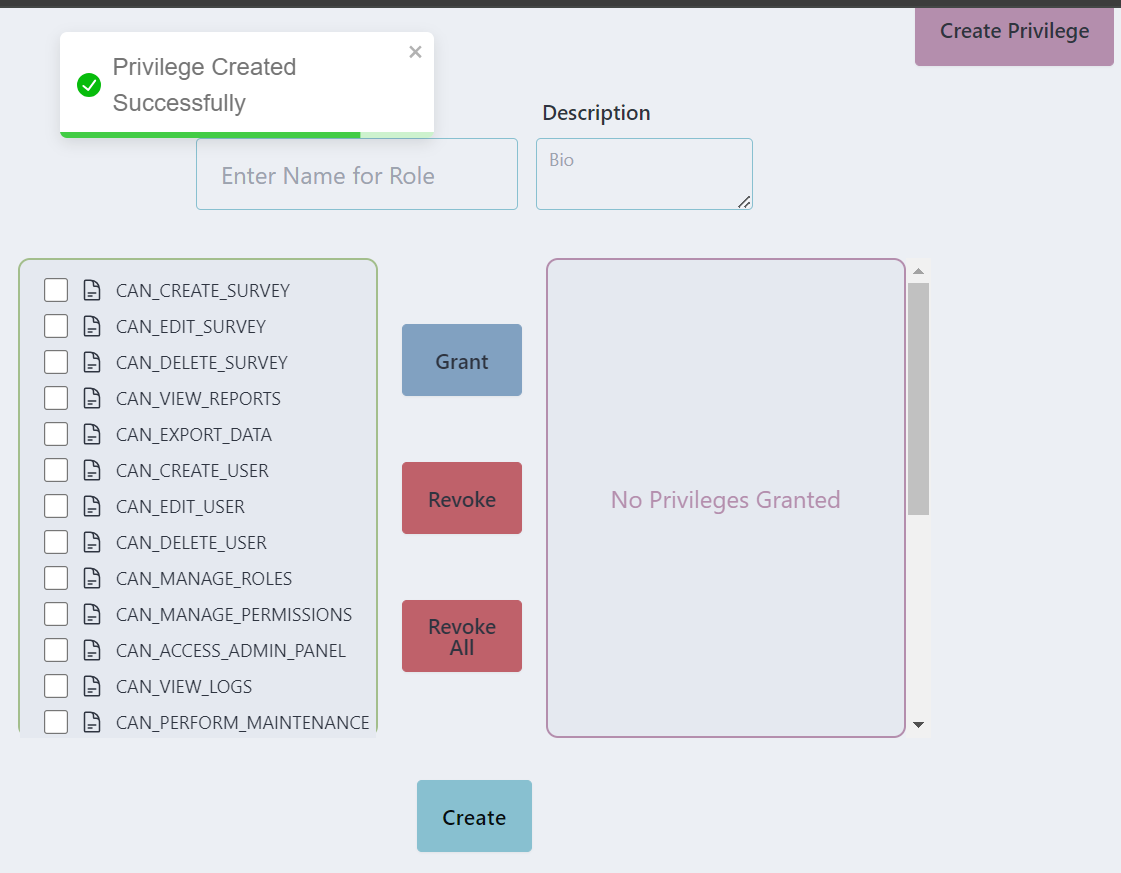 Create Privilege
Privilege Created
Successfully
Description
Enter Name for Role
Bio
CAN_CREATE_SURVEY
CAN_EDIT_SURVEY
CAN_DELETE_SURVEY
CAN_VIEW_REPORTS
CAN_EXPORT_DATA
CAN_CREATE_USER
CAN_EDIT_USER
CAN_DELETE_USER
CAN_MANAGE_ROLES
CAN_MANAGE_PERMISSIONS
CAN_ACCESS_ADMIN_PANEL
CAN_VIEW_LOGS
CAN_PERFORM_MAINTENANCE
Grant
Revoke
Revoke
All
No Privileges Granted
Create